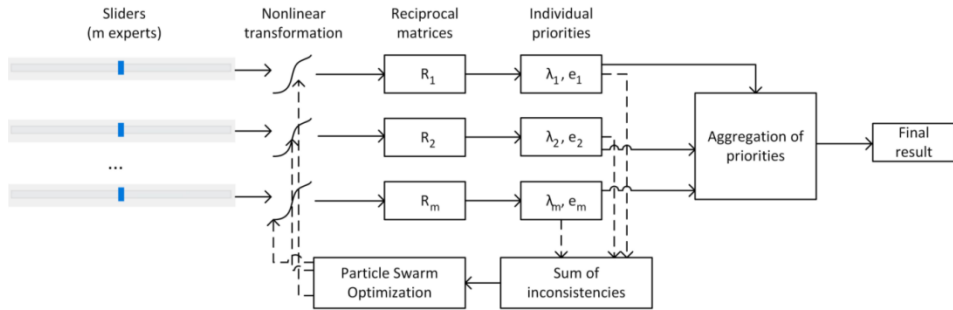 Sliders
(m experts)
Nonlinear
transformation
Reciprocal
matrices
Individual
priorities
R1
λ1, e1
R2
λ2, e2
...
Rm
λm, em
Aggregation of
priorities
Final
result
Particle Swarm
Optimization
Sum of
inconsistencies